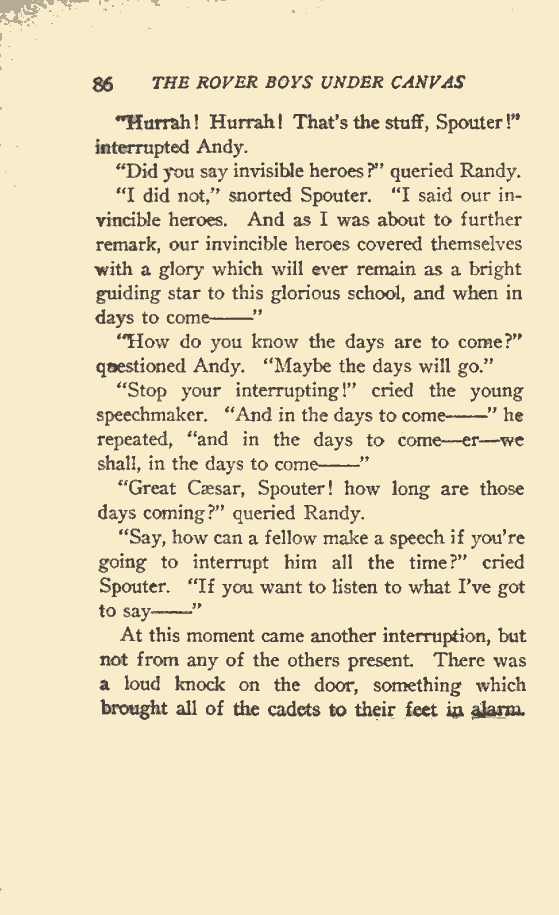 86 THE ROVER BOYS UNDER CANVAS
"Hurrah! Hurrah! That's the stuff, Spouter!"
interrupted Andy.
"Did you say invisible heroes?" queried Randy.
"I did not," snorted Spouter. "I said our in-
vincible heroes. And as I was about to further
remark, our invincible heroes covered themselves
with a glory which will ever remain as a bright
guiding star to this glorious school, and when in
days to come——"
"How do you know the days are to come?"
questioned Andy. "Maybe the days will go."
"Stop your interrupting!" cried the young
speechmaker. "And in the days to come——" he
repeated, "and in the days to come—er—we
shall, in the days to come——"
"Great Cæsar, Spouter! how long are those
days coming?" queried Randy.
"Say, how can a fellow make a speech if you're
going to interrupt him all the time?" cried
Spouter. "If you want to listen to what I've got
to say——"
At this moment came another interruption, but
not from any of the others present. There was
a loud knock on the door, something which
brought all of the cadets to their feet in alarm.